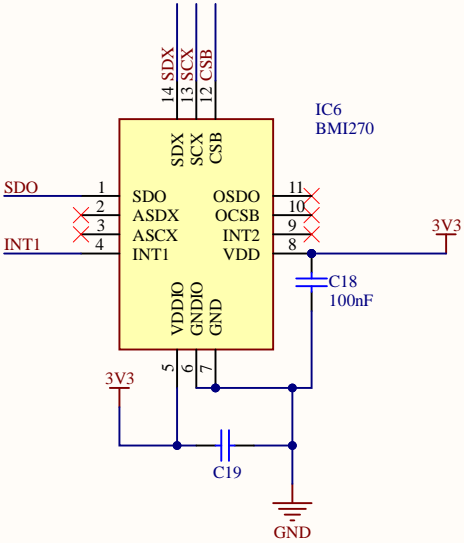 SDX
SCX
CSB
14
13
12
IC6
BMI270
SDX
SCX
CSB
SDO
1
SDO
OSDO
11
2
ASDX
OCSB
10
3
ASCX
INT2
9
3V3
INT1
4
INT1
VDD
8
C18
100nF
VDDIO
GNDIO
GND
5
6
7
3V3
C19
GND